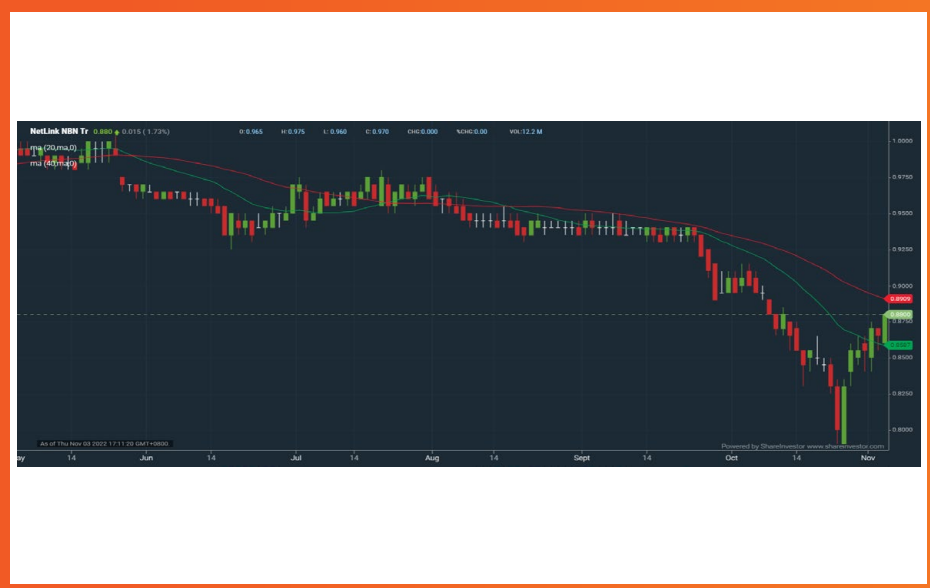 NetLink NBN Tr 0.880 0.015 ( 1.73%) O: 0.965 H: 0.975 L: 0.960 C: 0.970 CHG:0.000 %CHG:0.00 VOL:12.2 M
ma (20,ma,0)
ma (40,ma,0)
1.0000
0.9750
0.9500
0.9250
0.9000
0.8909
0.8800
0.8750
0.8500
0.8250
0.8000
As of Thu Nov 03 2022 17:11:20 GMT+0800
Powered by ShareInvestor www.shareinvestor.com
ay 14 Jun 14 Jul 14 Aug 14 Sept 14 Oct 14 Nov